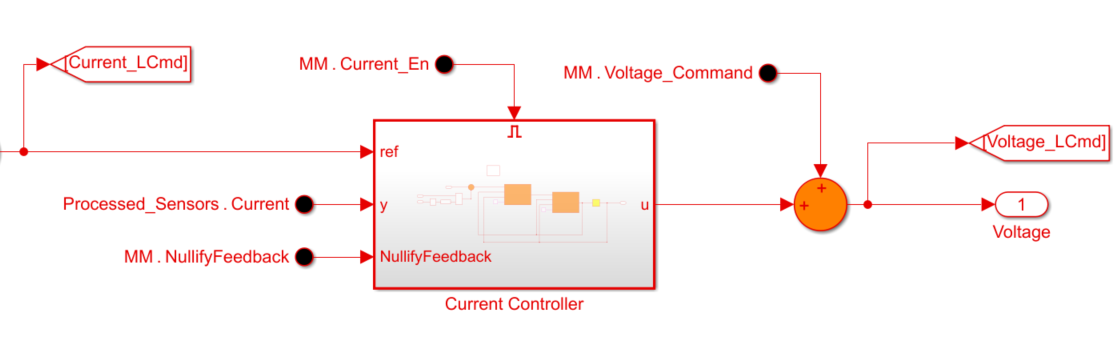 [Current_LCmd]
MM . Current_En
MM . Voltage_Command
[Voltage_LCmd]
ref
Processed_Sensors . Current
y
u
+
+
1
Voltage
MM . NullifyFeedback
NullifyFeedback
Current Controller